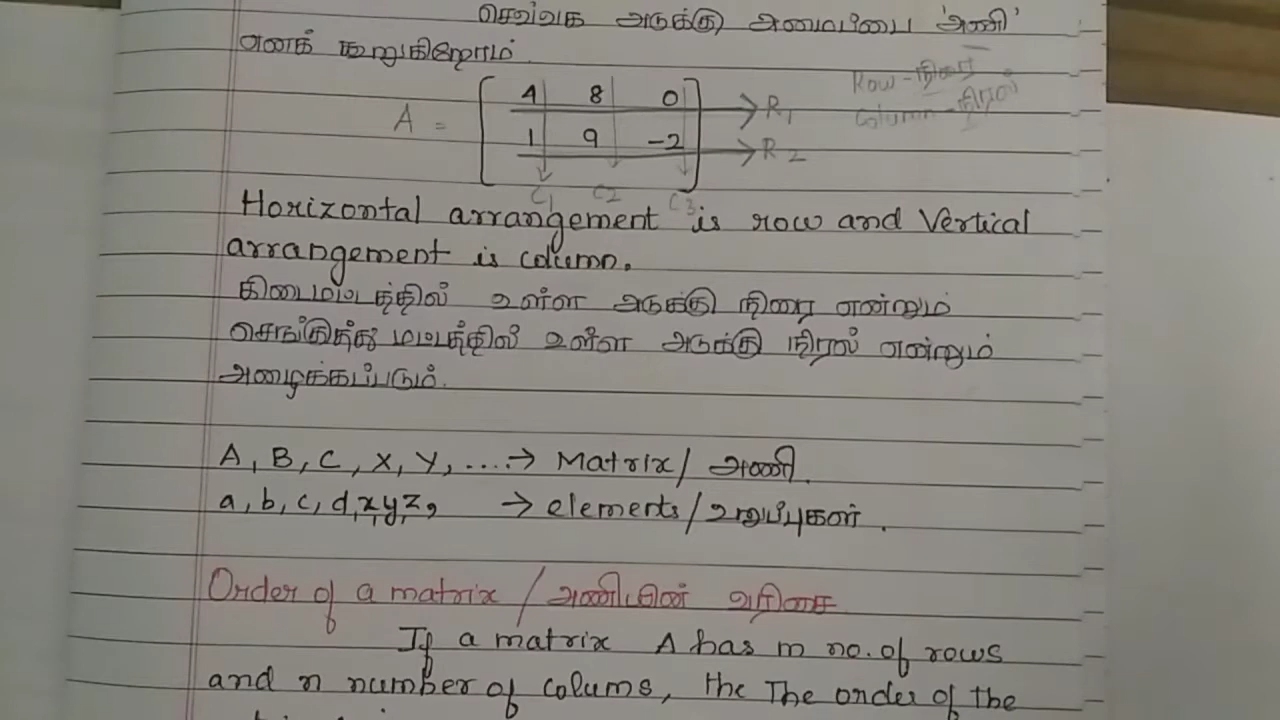 செவ்வக அடுக்கு அமைப்பை 'அணி'
எனக் கூறுகிறோம்.
Row - நிரை
Column - நிரல்
A = [ 4 8 0 → R1
1 9 -2 ] → R2
C1 C2 C3
Horizontal arrangement is row and Vertical
arrangement is column.
கிடைமட்டத்தில் உள்ள அடுக்கு நிரை என்றும்
செங்குத்து மட்டத்தில் உள்ள அடுக்கு நிரல் என்றும்
அழைக்கப்படும்.
A, B, C, X, Y, ....→ Matrix / அணி.
a, b, c, d, x, y, z, → elements / உறுப்புகள்.
Order of a matrix / அணியின் வரிசை
If a matrix A has m no. of rows
and n number of colums, the The order of the